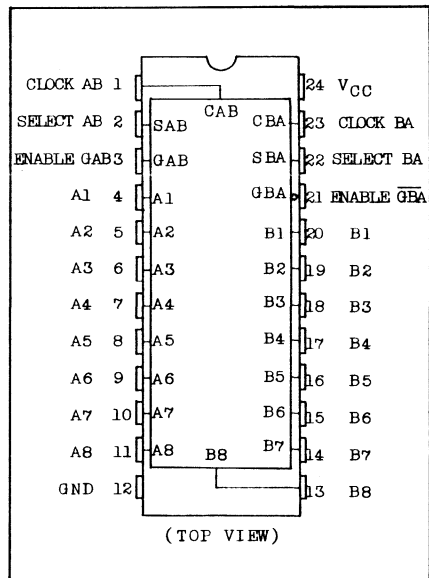 CLOCK AB 1 CAB 24 VCC
SELECT AB 2 SAB CBA 23 CLOCK BA
ENABLE GAB 3 GAB SBA 22 SELECT BA
A1 4 A1 GBA 21 ENABLE G̅B̅A̅
A2 5 A2 B1 20 B1
A3 6 A3 B2 19 B2
A4 7 A4 B3 18 B3
A5 8 A5 B4 17 B4
A6 9 A6 B5 16 B5
A7 10 A7 B6 15 B6
A8 11 A8 B8 B7 14 B7
GND 12 13 B8
(TOP VIEW)